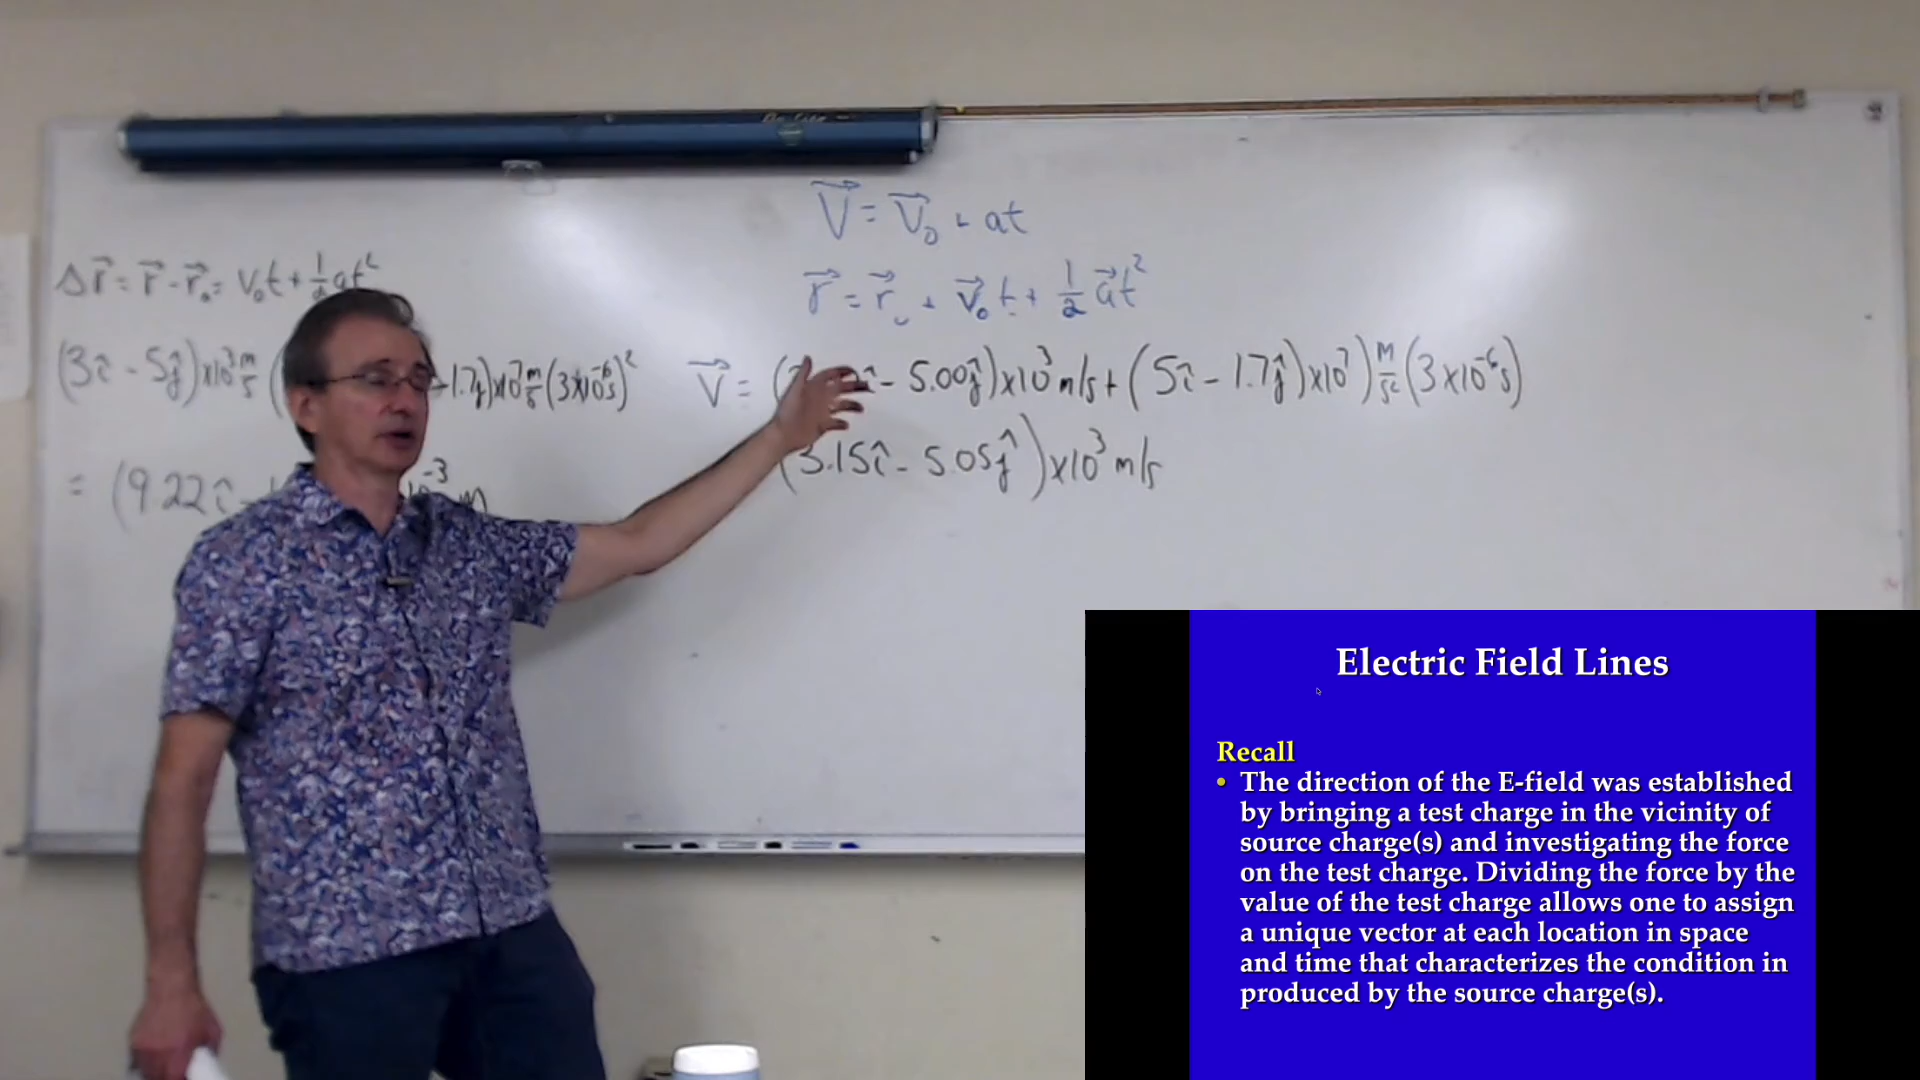 V⃗ = V⃗₀ + at
r⃗ = r⃗₀ + v⃗₀t + ½a⃗t²
Δr⃗ = r⃗ - r⃗₀ = V₀t + ½at²
(3î - 5ĵ)x10³ m/s (
-1.7ĵ)x10⁷ m/s (3x10⁻⁶s)²
= (9.22î -
10⁻³ m
V⃗ = ( î - 5.00ĵ)x10³ m/s + (5î - 1.7ĵ)x10⁷) m/s² (3x10⁻⁶s)
(3.15î - 5.05ĵ)x10³ m/s
Electric Field Lines
Recall
• The direction of the E-field was established
by bringing a test charge in the vicinity of
source charge(s) and investigating the force
on the test charge. Dividing the force by the
value of the test charge allows one to assign
a unique vector at each location in space
and time that characterizes the condition in
produced by the source charge(s).